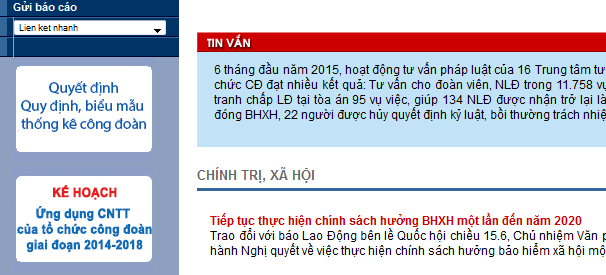 Gửi báo cáo
Lien ket nhanh
Quyết định
Quy định, biểu mẫu
thống kê công đoàn
KẾ HOẠCH
Ứng dụng CNTT
của tổ chức công đoàn
giai đoạn 2014-2018
TIN VẮN
6 tháng đầu năm 2015, hoạt động tư vấn pháp luật của 16 Trung tâm tư
chức CĐ đạt nhiều kết quả: Tư vấn cho đoàn viên, NLĐ trong 11.758 vụ
tranh chấp LĐ tại tòa án 95 vụ việc, giúp 134 NLĐ được nhận trở lại là
đóng BHXH, 22 người được hủy quyết định kỷ luật, bồi thường trách nhiệ
CHÍNH TRỊ, XÃ HỘI
Tiếp tục thực hiện chính sách hưởng BHXH một lần đến năm 2020
Trao đổi với báo Lao Động bên lề Quốc hội chiều 15.6, Chủ nhiệm Văn p
hành Nghị quyết về việc thực hiện chính sách hưởng bảo hiểm xã hội mộ